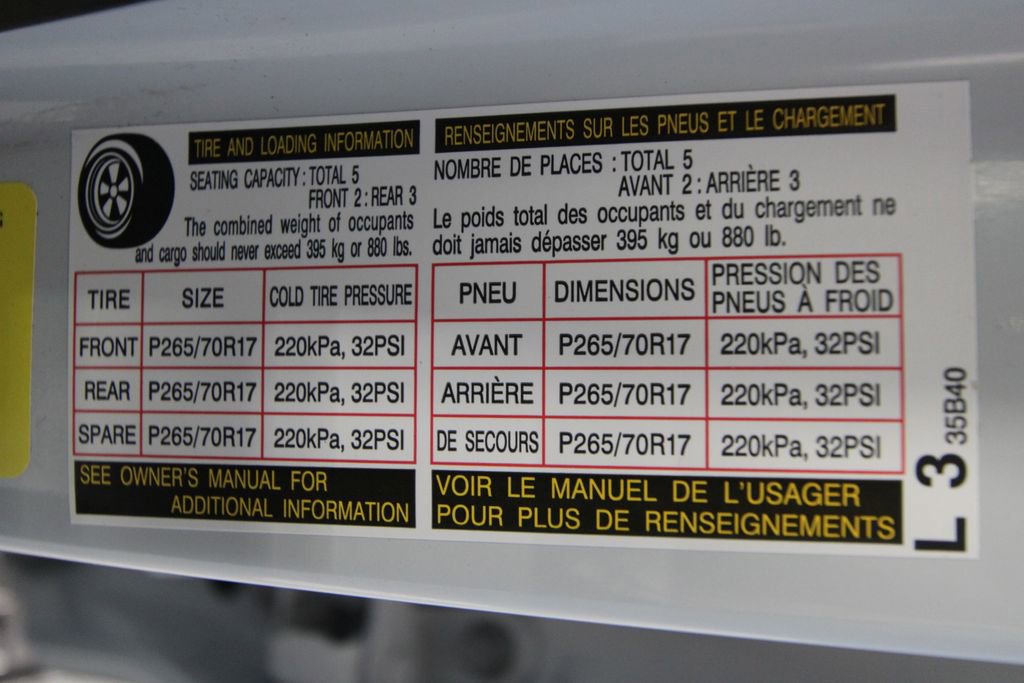 TIRE AND LOADING INFORMATION
SEATING CAPACITY : TOTAL 5
FRONT 2 : REAR 3
The combined weight of occupants
and cargo should never exceed 395 kg or 880 lbs.
TIRE SIZE COLD TIRE PRESSURE
FRONT P265/70R17 220kPa, 32PSI
REAR P265/70R17 220kPa, 32PSI
SPARE P265/70R17 220kPa, 32PSI
SEE OWNER'S MANUAL FOR
ADDITIONAL INFORMATION
RENSEIGNEMENTS SUR LES PNEUS ET LE CHARGEMENT
NOMBRE DE PLACES : TOTAL 5
AVANT 2 : ARRIÈRE 3
Le poids total des occupants et du chargement ne
doit jamais dépasser 395 kg ou 880 lb.
PNEU DIMENSIONS PRESSION DES
PNEUS À FROID
AVANT P265/70R17 220kPa, 32PSI
ARRIÈRE P265/70R17 220kPa, 32PSI
DE SECOURS P265/70R17 220kPa, 32PSI
VOIR LE MANUEL DE L'USAGER
POUR PLUS DE RENSEIGNEMENTS
L 3 35B40